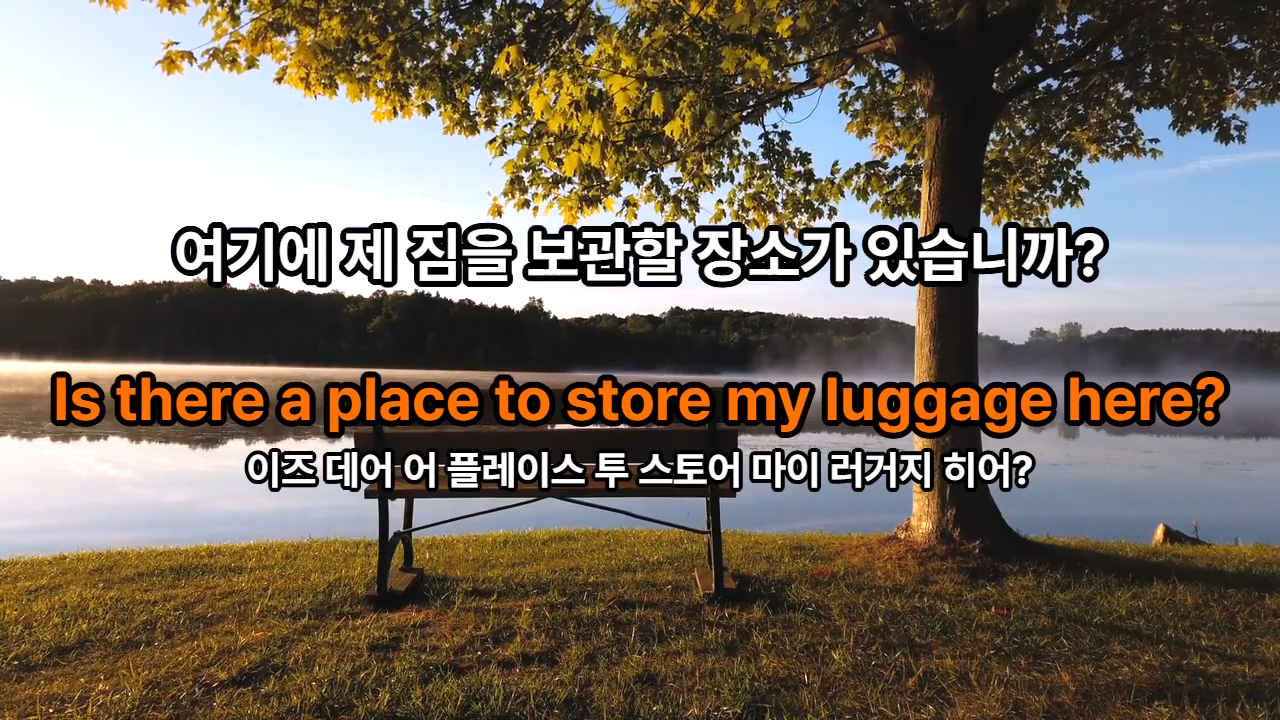 여기에 제 짐을 보관할 장소가 있습니까?
Is there a place to store my luggage here?
이즈 데어 어 플레이스 투 스토어 마이 러거지 히어?